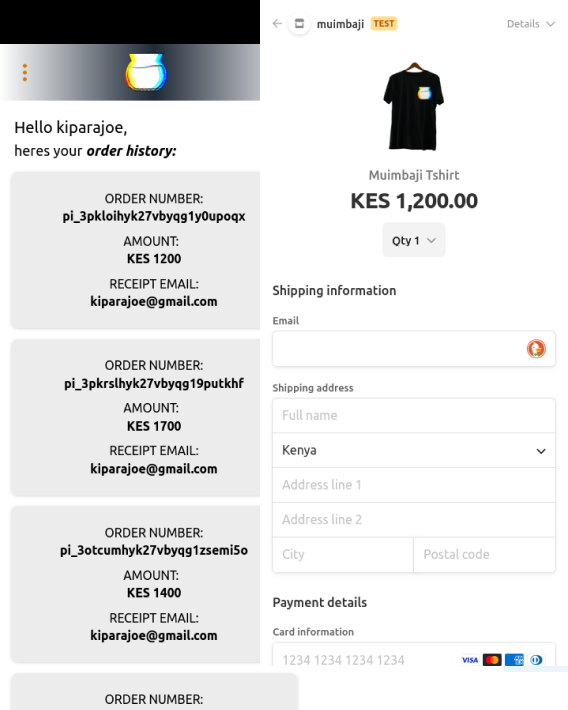 Hello kiparajoe,
heres your order history:
ORDER NUMBER:
pi_3pkloihyk27vbyqg1y0upoqx
AMOUNT:
KES 1200
RECEIPT EMAIL:
kiparajoe@gmail.com
ORDER NUMBER:
pi_3pkrslhyk27vbyqg19putkhf
AMOUNT:
KES 1700
RECEIPT EMAIL:
kiparajoe@gmail.com
ORDER NUMBER:
pi_3otcumhyk27vbyqg1zsemi5o
AMOUNT:
KES 1400
RECEIPT EMAIL:
kiparajoe@gmail.com
ORDER NUMBER:
muimbaji TEST
Details
Muimbaji Tshirt
KES 1,200.00
Qty 1
Shipping information
Email
Shipping address
Full name
Kenya
Address line 1
Address line 2
City Postal code
Payment details
Card information
1234 1234 1234 1234 VISA